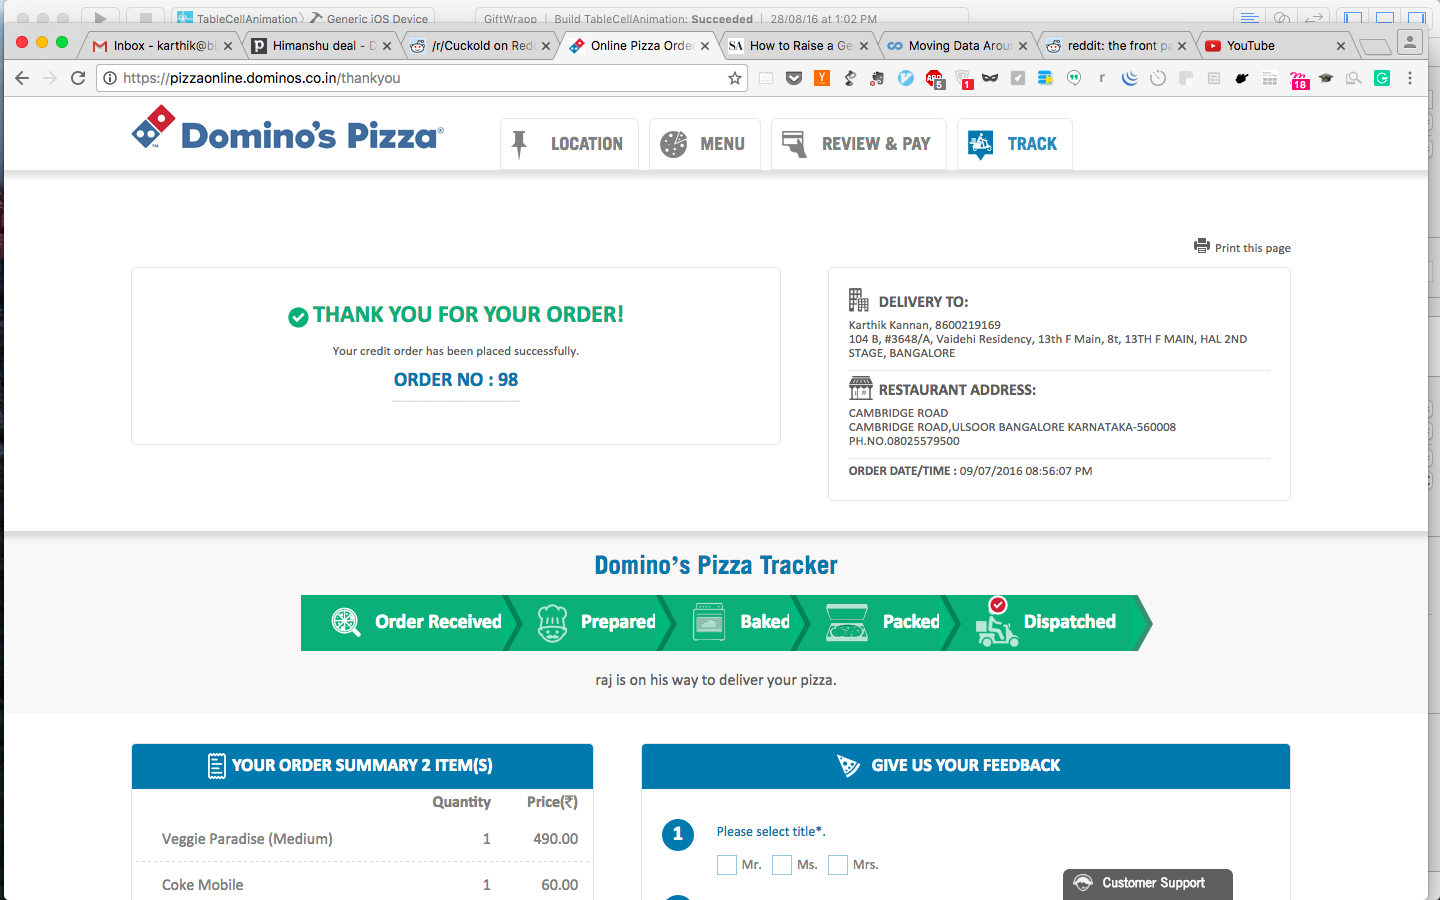 TableCellAnimation
Generic iOS Device
GiftWrapp | Build TableCellAnimation: Succeeded | 28/08/16 at 1:02 PM
Inbox - karthik@bl
Himanshu deal - D
/r/Cuckold on Redd
Online Pizza Order
How to Raise a Ge
Moving Data Arou
reddit: the front pa
YouTube
https://pizzaonline.dominos.co.in/thankyou
5
1
r
18
Domino's Pizza®
LOCATION
MENU
REVIEW & PAY
TRACK
Print this page
THANK YOU FOR YOUR ORDER!
Your credit order has been placed successfully.
ORDER NO : 98
DELIVERY TO:
Karthik Kannan, 8600219169
104 B, #3648/A, Vaidehi Residency, 13th F Main, 8t, 13TH F MAIN, HAL 2ND
STAGE, BANGALORE
RESTAURANT ADDRESS:
CAMBRIDGE ROAD
CAMBRIDGE ROAD,ULSOOR BANGALORE KARNATAKA-560008
PH.NO.08025579500
ORDER DATE/TIME : 09/07/2016 08:56:07 PM
Domino's Pizza Tracker
Order Received
Prepared
Baked
Packed
Dispatched
raj is on his way to deliver your pizza.
YOUR ORDER SUMMARY 2 ITEM(S)
Quantity Price(₹)
Veggie Paradise (Medium) 1 490.00
Coke Mobile 1 60.00
GIVE US YOUR FEEDBACK
1 Please select title*.
Mr. Ms. Mrs.
Customer Support